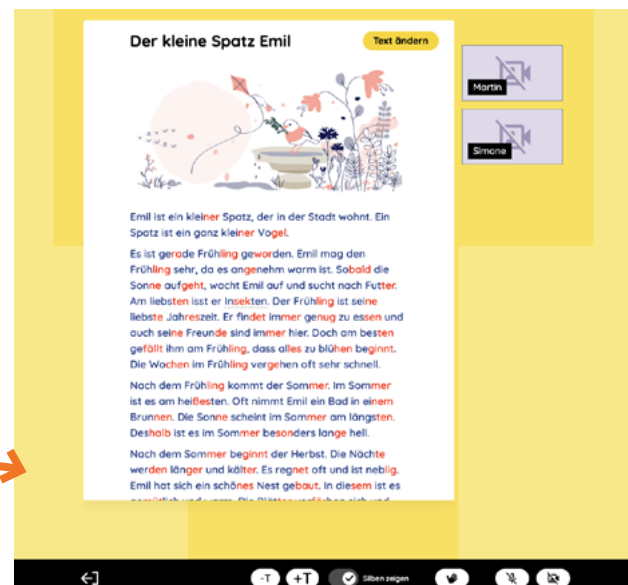 Der kleine Spatz Emil
Text ändern
Martin
Simone
Emil ist ein kleiner Spatz, der in der Stadt wohnt. Ein
Spatz ist ein ganz kleiner Vogel.
Es ist gerade Frühling geworden. Emil mag den
Frühling sehr, da es angenehm warm ist. Sobald die
Sonne aufgeht, wacht Emil auf und sucht nach Futter.
Am liebsten isst er Insekten. Der Frühling ist seine
liebste Jahreszeit. Er findet immer genug zu essen und
auch seine Freunde sind immer hier. Doch am besten
gefällt ihm am Frühling, dass alles zu blühen beginnt.
Die Wochen im Frühling vergehen oft sehr schnell.
Nach dem Frühling kommt der Sommer. Im Sommer
ist es am heißesten. Oft nimmt Emil ein Bad in einem
Brunnen. Die Sonne scheint im Sommer am längsten.
Deshalb ist es im Sommer besonders lange hell.
Nach dem Sommer beginnt der Herbst. Die Nächte
werden länger und kälter. Es regnet oft und ist neblig.
Emil hat sich ein schönes Nest gebaut. In diesem ist es
-T
+T
Silben zeigen